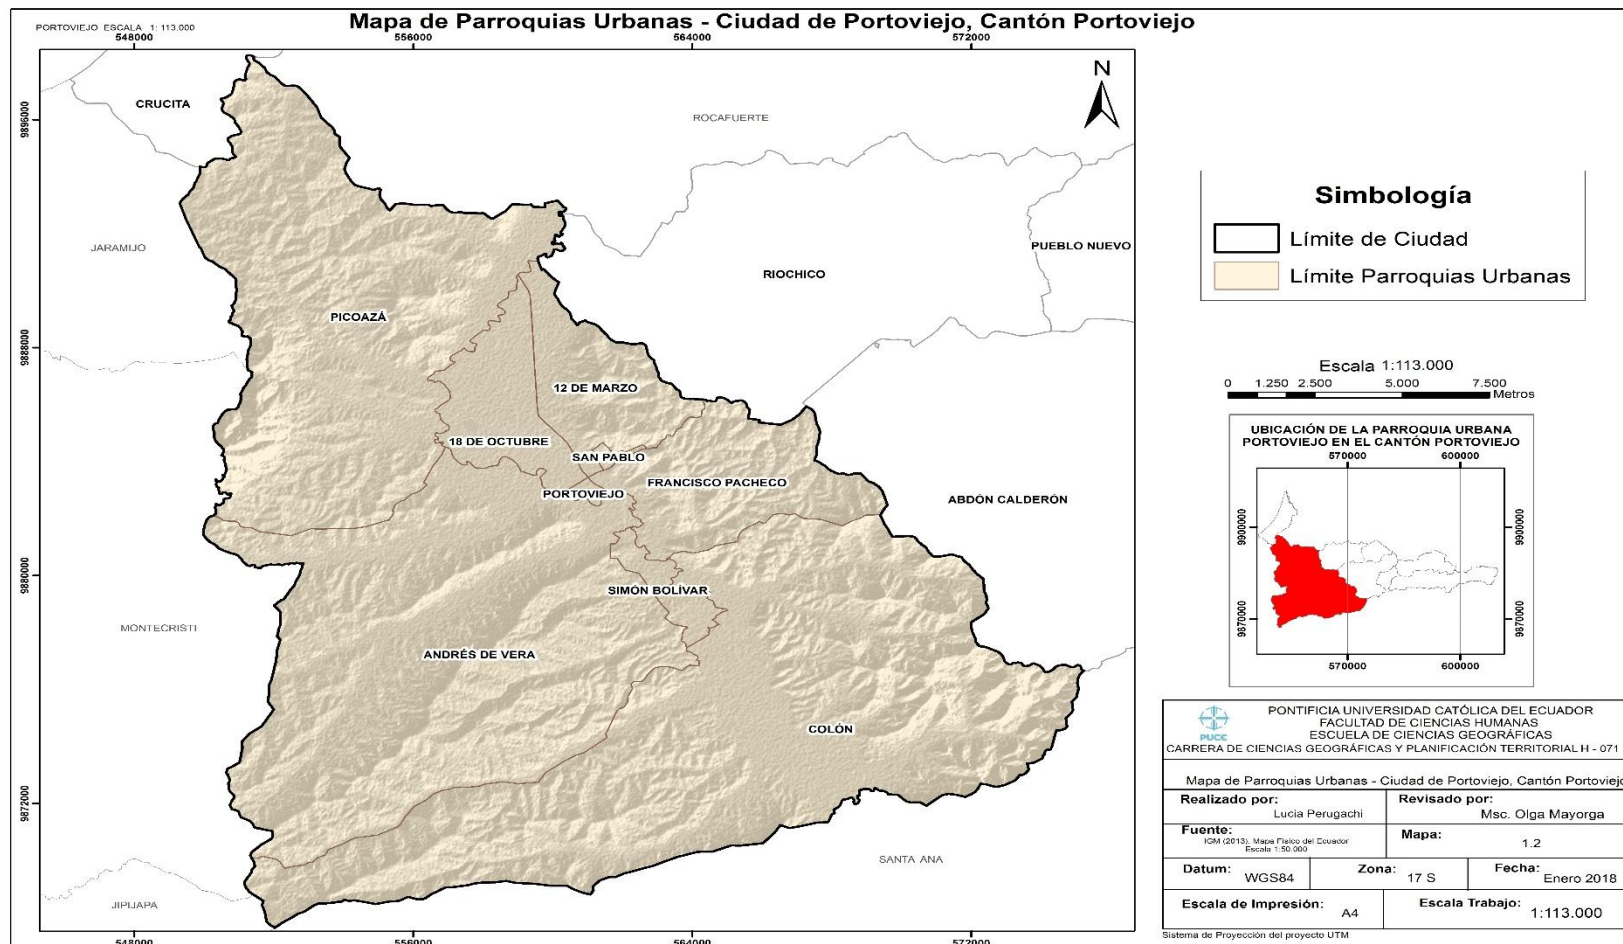 Mapa de Parroquias Urbanas - Ciudad de Portoviejo, Cantón Portoviejo
PORTOVIEJO ESCALA 1: 113.000
548000
556000
564000
572000
N
9896000
9888000
9880000
9872000
CRUCITA
ROCAFUERTE
JARAMIJO
PUEBLO NUEVO
RIOCHICO
PICOAZÁ
12 DE MARZO
18 DE OCTUBRE
SAN PABLO
FRANCISCO PACHECO
PORTOVIEJO
ABDÓN CALDERÓN
SIMÓN BOLÍVAR
MONTECRISTI
ANDRÉS DE VERA
COLÓN
SANTA ANA
JIPIJAPA
548000
556000
564000
572000
Simbología
Límite de Ciudad
Límite Parroquias Urbanas
Escala 1:113.000
0 1.250 2.500 5.000 7.500
Metros
UBICACIÓN DE LA PARROQUIA URBANA
PORTOVIEJO EN EL CANTÓN PORTOVIEJO
570000 600000
9900000 9900000
9870000 9870000
570000 600000
PUCE
PONTIFICIA UNIVERSIDAD CATÓLICA DEL ECUADOR
FACULTAD DE CIENCIAS HUMANAS
ESCUELA DE CIENCIAS GEOGRÁFICAS
CARRERA DE CIENCIAS GEOGRÁFICAS Y PLANIFICACIÓN TERRITORIAL H - 071
Mapa de Parroquias Urbanas - Ciudad de Portoviejo, Cantón Portoviejo
Realizado por: Lucia Perugachi
Revisado por: Msc. Olga Mayorga
Fuente: IGM (2013), Mapa Físico del Ecuador
Escala 1:50.000
Mapa: 1.2
Datum: WGS84
Zona: 17 S
Fecha: Enero 2018
Escala de Impresión: A4
Escala Trabajo: 1:113.000
Sistema de Proyección del proyecto UTM